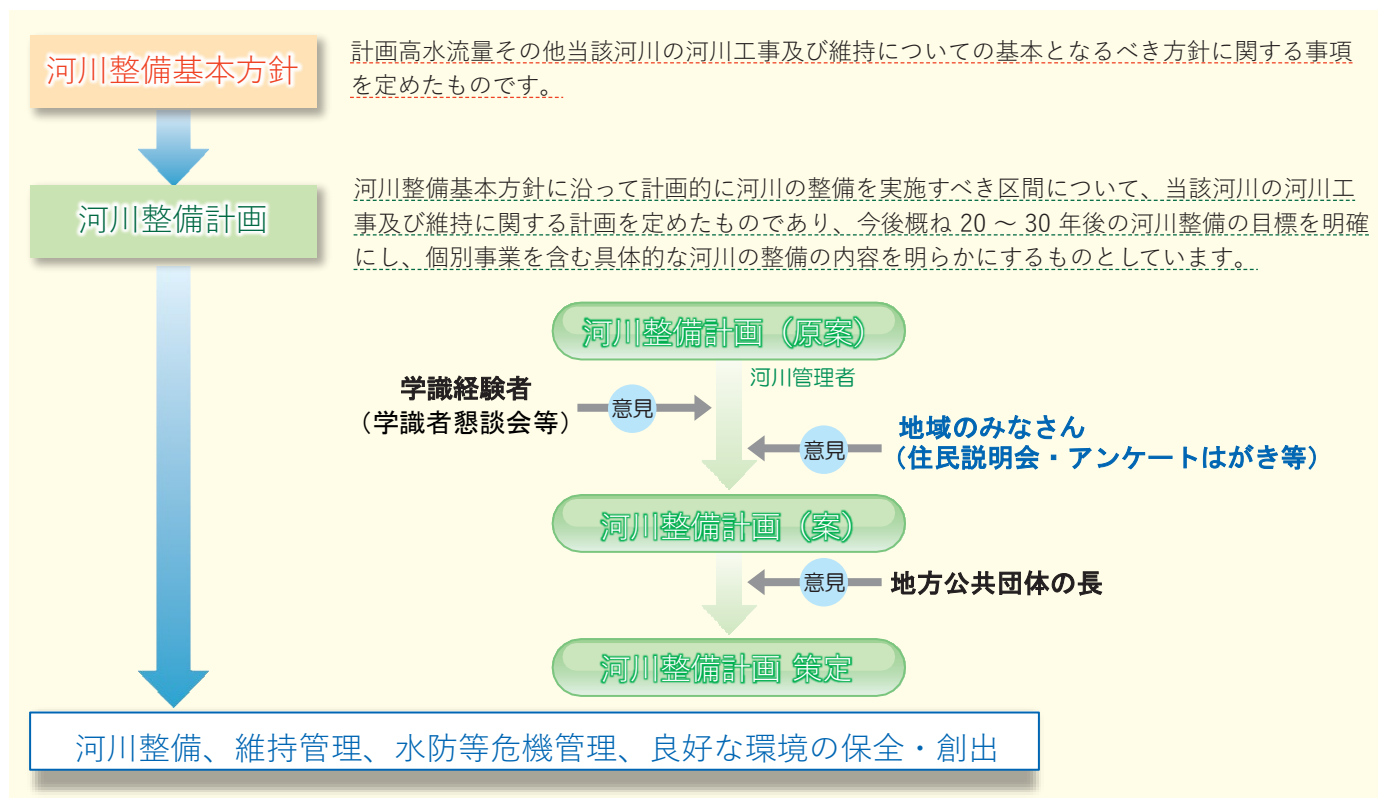 河川整備基本方針
計画高水流量その他当該河川の河川工事及び維持についての基本となるべき方針に関する事項
を定めたものです。
河川整備計画
河川整備基本方針に沿って計画的に河川の整備を実施すべき区間について、当該河川の河川工
事及び維持に関する計画を定めたものであり、今後概ね 20 ～ 30 年後の河川整備の目標を明確
にし、個別事業を含む具体的な河川の整備の内容を明らかにするものとしています。
河川整備計画（原案）
河川管理者
学識経験者
（学識者懇談会等）
意見
意見
地域のみなさん
（住民説明会・アンケートはがき等）
河川整備計画（案）
意見
地方公共団体の長
河川整備計画 策定
河川整備、維持管理、水防等危機管理、良好な環境の保全・創出